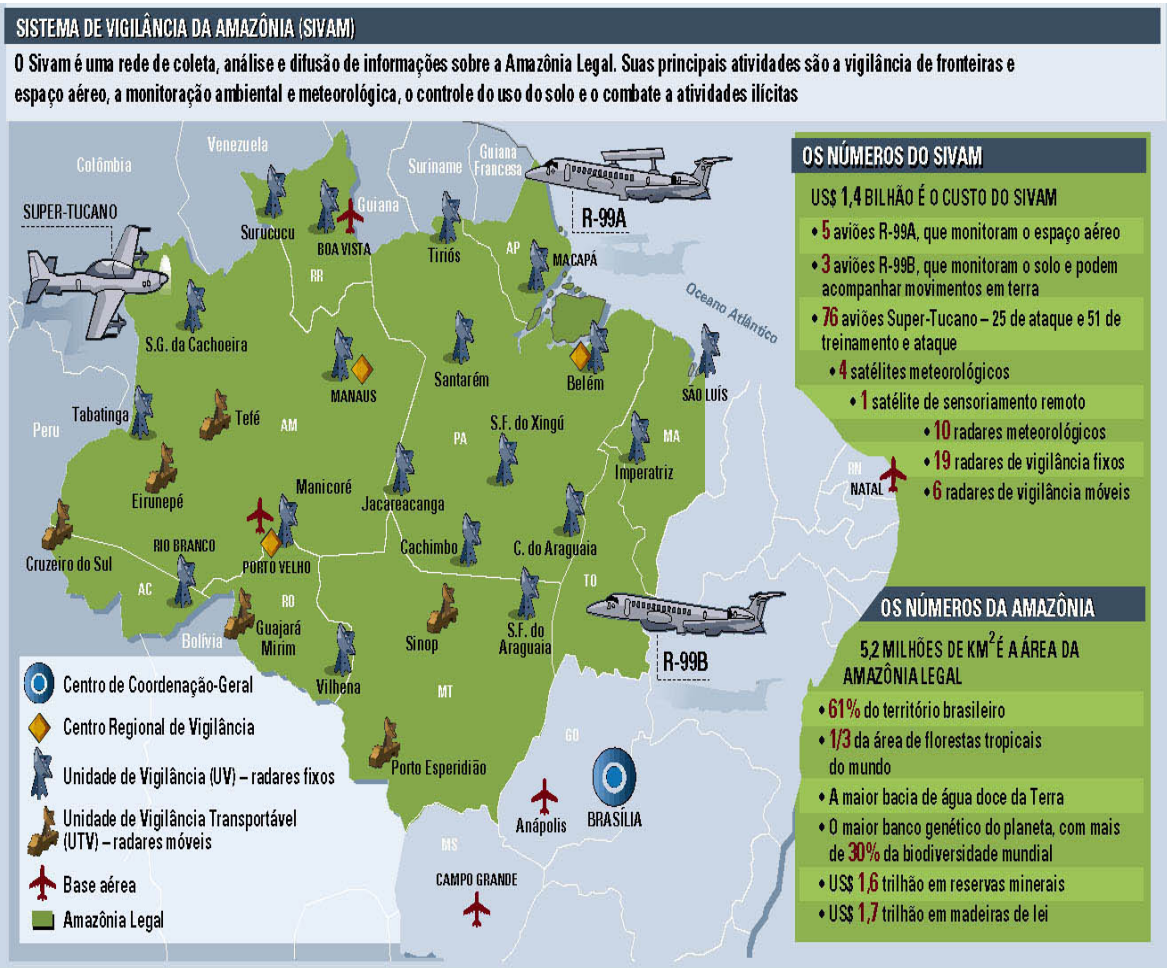 SISTEMA DE VIGILÂNCIA DA AMAZÔNIA (SIVAM)
O Sivam é uma rede de coleta, análise e difusão de informações sobre a Amazônia Legal. Suas principais atividades são a vigilância de fronteiras e
espaço aéreo, a monitoração ambiental e meteorológica, o controle do uso do solo e o combate a atividades ilícitas
Colômbia
Venezuela
Suriname
Guiana
Francesa
Guiana
SUPER-TUCANO
R-99A
Surucucu
BOA VISTA
Tiriós
AP
MACAPÁ
RR
Oceano Atlântico
S.G. da Cachoeira
MANAUS
Santarém
Belém
SÃO LUÍS
Tabatinga
Tefé
AM
PA
S.F. do Xingú
MA
Peru
Imperatriz
RN
NATAL
Eirunepé
Manicoré
Jacareacanga
Cruzeiro do Sul
RIO BRANCO
PORTO VELHO
Cachimbo
C. do Araguaia
AC
RO
TO
Bolívia
Guajará
Mirim
Sinop
S.F. do
Araguaia
R-99B
Vilhena
MT
Porto Esperidião
GO
Anápolis
BRASÍLIA
MS
CAMPO GRANDE
Centro de Coordenação-Geral
Centro Regional de Vigilância
Unidade de Vigilância (UV) – radares fixos
Unidade de Vigilância Transportável
(UTV) – radares móveis
Base aérea
Amazônia Legal
OS NÚMEROS DO SIVAM
US$ 1,4 BILHÃO É O CUSTO DO SIVAM
• 5 aviões R-99A, que monitoram o espaço aéreo
• 3 aviões R-99B, que monitoram o solo e podem
acompanhar movimentos em terra
• 76 aviões Super-Tucano – 25 de ataque e 51 de
treinamento e ataque
• 4 satélites meteorológicos
• 1 satélite de sensoriamento remoto
• 10 radares meteorológicos
• 19 radares de vigilância fixos
• 6 radares de vigilância móveis
OS NÚMEROS DA AMAZÔNIA
5,2 MILHÕES DE KM² É A ÁREA DA
AMAZÔNIA LEGAL
• 61% do território brasileiro
• 1/3 da área de florestas tropicais
do mundo
• A maior bacia de água doce da Terra
• O maior banco genético do planeta, com mais
de 30% da biodiversidade mundial
• US$ 1,6 trilhão em reservas minerais
• US$ 1,7 trilhão em madeiras de lei